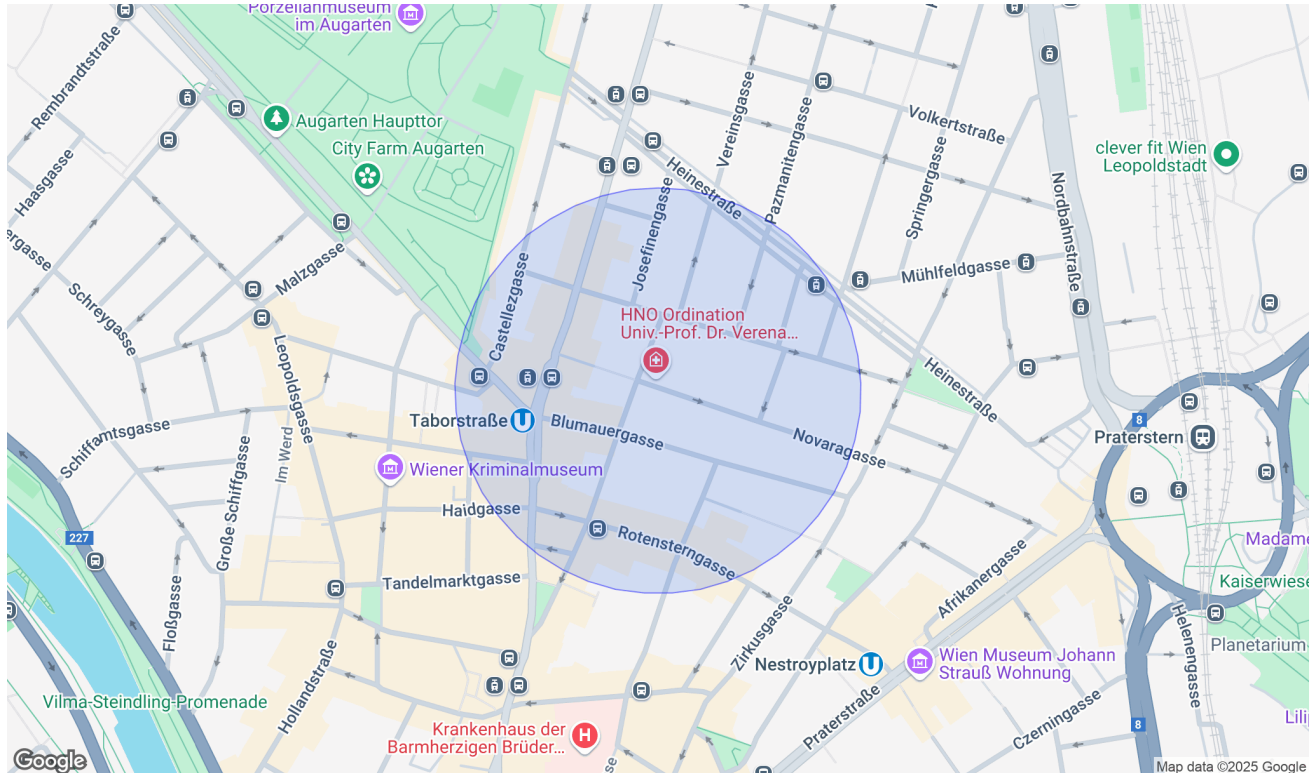 Porzellanmuseum
im Augarten
Rembrandtstraße
Augarten Haupttor
City Farm Augarten
Haasgasse
Malzgasse
Schreygasse
ergasse
Leopoldsgasse
Schiffamtsgasse
Große Schiffgasse
Im Werd
Castellezgasse
Josefinengasse
Vereinsgasse
Pazmanitengasse
Heinestraße
Volkertstraße
Springergasse
Mühlfeldgasse
Nordbahnstraße
clever fit Wien
Leopoldstadt
HNO Ordination
Univ.-Prof. Dr. Verena...
Heinestraße
8
Praterstern
Taborstraße
U
Blumauergasse
Novaragasse
Wiener Kriminalmuseum
Haidgasse
Rotensterngasse
227
Tandelmarktgasse
Floßgasse
Hollandstraße
Vilma-Steindling-Promenade
Zirkusgasse
Afrikanergasse
Madame
Kaiserwiese
Helenengasse
Planetarium
Nestroyplatz
U
Wien Museum Johann
Strauß Wohnung
Praterstraße
Czerningasse
8
Lili
Krankenhaus der
Barmherzigen Brüder...
H
se
Google
Map data ©2025 Google